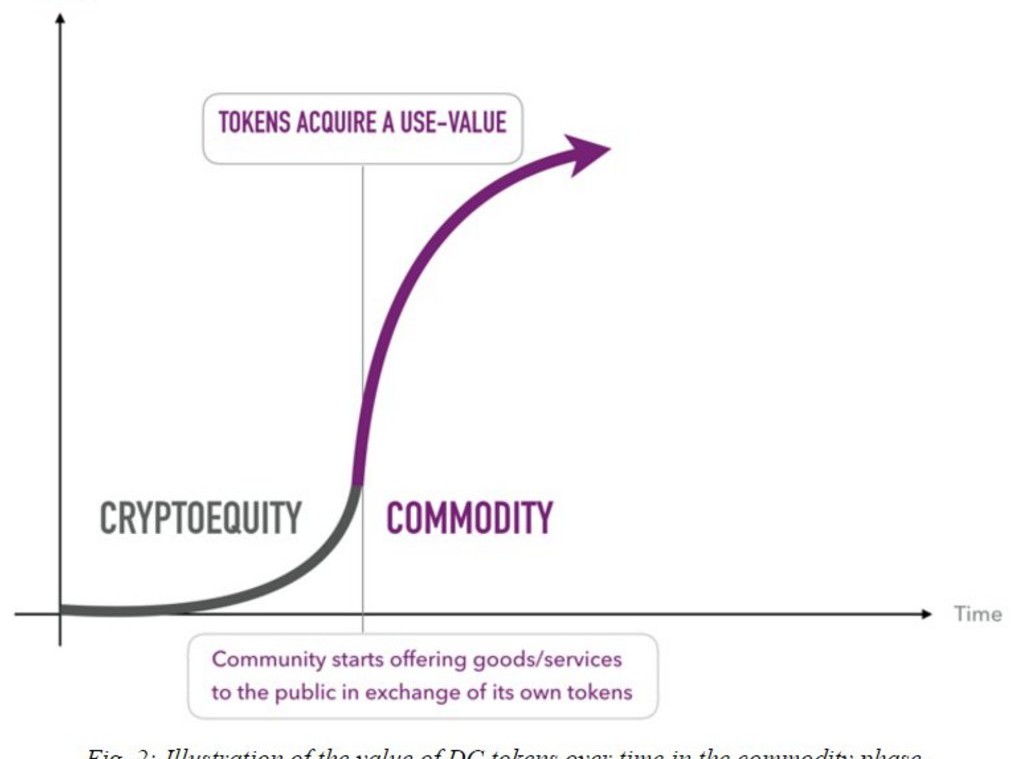 TOKENS ACQUIRE A USE-VALUE
CRYPTOEQUITY
COMMODITY
Time
Community starts offering goods/services
to the public in exchange of its own tokens
Fig. 2: Illustration of the value of DC tokens over time in the commodity phase